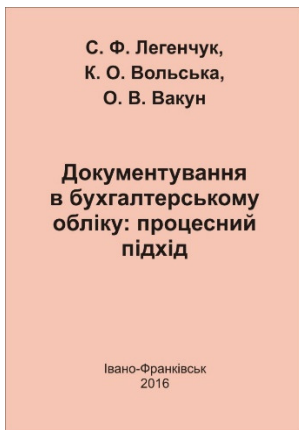 С. Ф. Легенчук,
К. О. Вольська,
О. В. Вакун
Документування
в бухгалтерському
обліку: процесний
підхід
Івано-Франківськ
2016